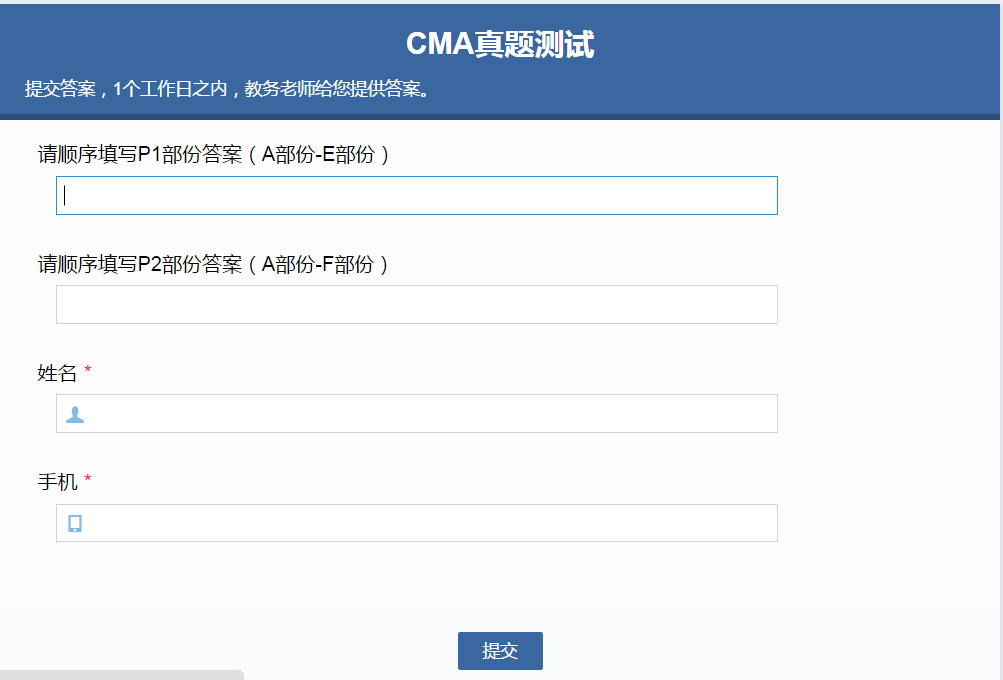 CMA真题测试
提交答案，1个工作日之内，教务老师给您提供答案。
请顺序填写P1部份答案（A部份-E部份）
请顺序填写P2部份答案（A部份-F部份）
姓名 *
手机 *
提交